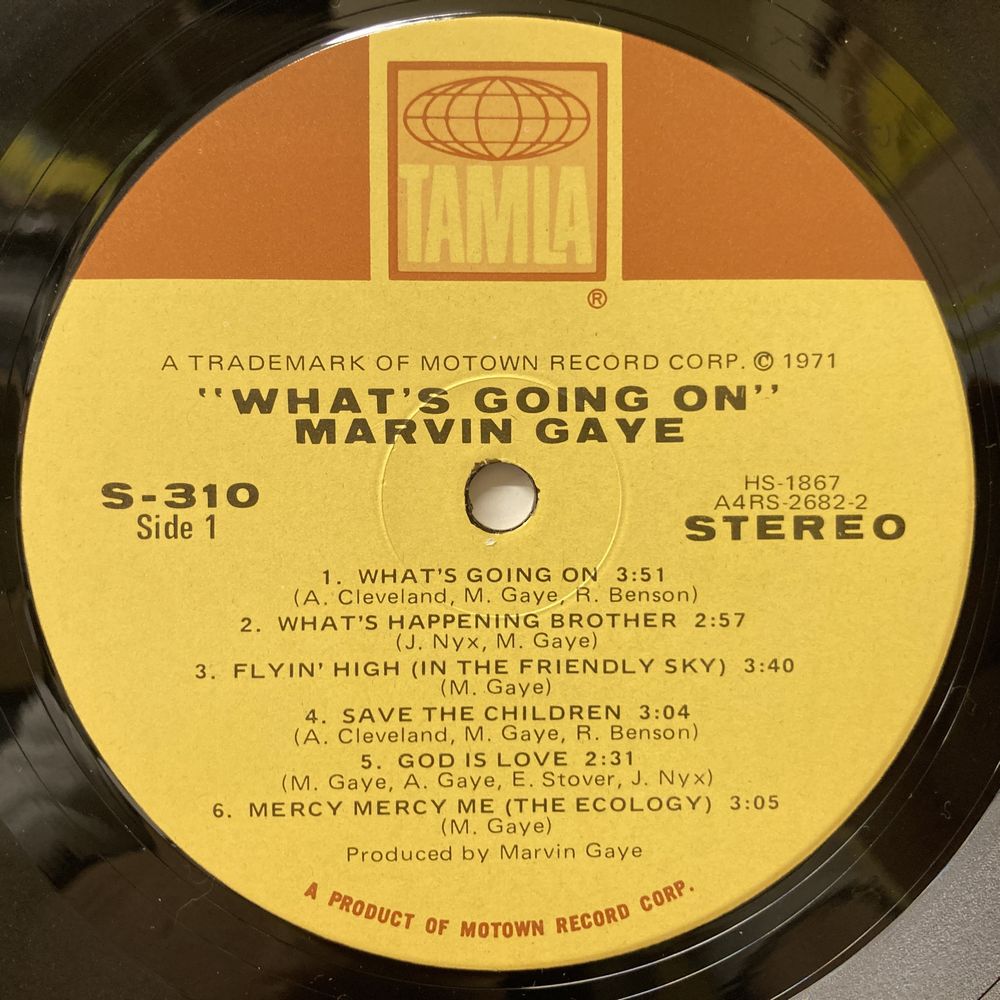 TAMLA
®
A TRADEMARK OF MOTOWN RECORD CORP. © 1971
"WHAT'S GOING ON"
MARVIN GAYE
S-310
Side 1
HS-1867
A4RS-2682-2
STEREO
1. WHAT'S GOING ON 3:51
(A. Cleveland, M. Gaye, R. Benson)
2. WHAT'S HAPPENING BROTHER 2:57
(J. Nyx, M. Gaye)
3. FLYIN' HIGH (IN THE FRIENDLY SKY) 3:40
(M. Gaye)
4. SAVE THE CHILDREN 3:04
(A. Cleveland, M. Gaye, R. Benson)
5. GOD IS LOVE 2:31
(M. Gaye, A. Gaye, E. Stover, J. Nyx)
6. MERCY MERCY ME (THE ECOLOGY) 3:05
(M. Gaye)
Produced by Marvin Gaye
A PRODUCT OF MOTOWN RECORD CORP.